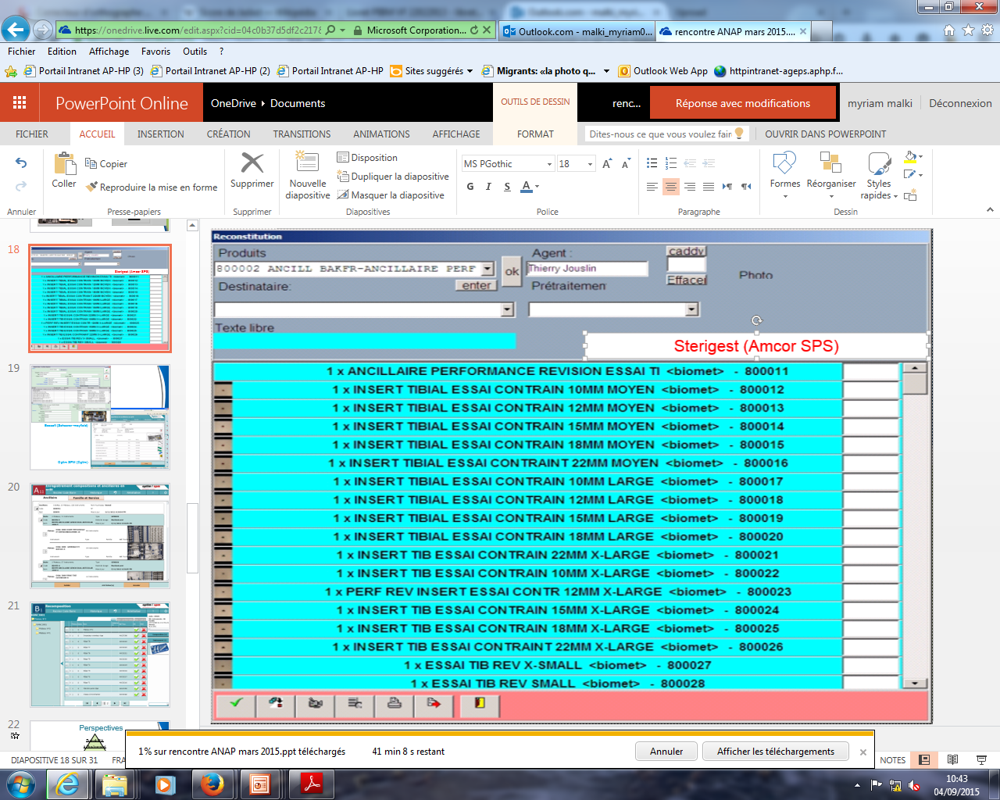 https://onedrive.live.com/edit.aspx?cid=04c0b37d5df2c217&
Microsoft Corporation...
Outlook.com - malki_myriam0...
rencontre ANAP mars 2015....
Fichier Edition Affichage Favoris Outils ?
Portail Intranet AP-HP (3) Portail Intranet AP-HP (2) Portail Intranet AP-HP Sites suggérés Migrants: «la photo q... Outlook Web App httpintranet-ageps.aphp.f...
PowerPoint Online OneDrive Documents OUTILS DE DESSIN renc... Réponse avec modifications myriam malki Déconnexion
FICHIER ACCUEIL INSERTION CRÉATION TRANSITIONS ANIMATIONS AFFICHAGE FORMAT Dites-nous ce que vous voulez fair OUVRIR DANS POWERPOINT
Coller
Copier
Reproduire la mise en forme
Supprimer
Nouvelle diapositive
Disposition
Dupliquer la diapositive
Masquer la diapositive
MS PGothic 18
G I S A
Formes Réorganiser Styles rapides
Annuler Presse-papiers Supprimer Diapositives Police Paragraphe Dessin
18
19
20
21
22
Perspectives
Reconstitution
Produits Agent : caddy
800002 ANCILL BAKFR-ANCILLAIRE PERF ok Thierry Jouslin
Photo
Destinataire: enter Prétraitemen Effacer
Texte libre
Sterigest (Amcor SPS)
1 x ANCILLAIRE PERFORMANCE REVISION ESSAI TI <biomet> - 800011
1 x INSERT TIBIAL ESSAI CONTRAIN 10MM MOYEN <biomet> - 800012
1 x INSERT TIBIAL ESSAI CONTRAIN 12MM MOYEN <biomet> - 800013
1 x INSERT TIBIAL ESSAI CONTRAIN 15MM MOYEN <biomet> - 800014
1 x INSERT TIBIAL ESSAI CONTRAIN 18MM MOYEN <biomet> - 800015
1 x INSERT TIBIAL ESSAI CONTRAINT 22MM MOYEN <biomet> - 800016
1 x INSERT TIBIAL ESSAI CONTRAIN 10MM LARGE <biomet> - 800017
1 x INSERT TIBIAL ESSAI CONTRAIN 12MM LARGE <biomet> - 800018
1 x INSERT TIBIAL ESSAI CONTRAIN 15MM LARGE <biomet> - 800019
1 x INSERT TIBIAL ESSAI CONTRAIN 18MM LARGE <biomet> - 800020
1 x INSERT TIB ESSAI CONTRAIN 22MM X-LARGE <biomet> - 800021
1 x INSERT TIB ESSAI CONTRAIN 10MM X-LARGE <biomet> - 800022
1 x PERF REV INSERT ESSAI CONTR 12MM X-LARGE <biomet> - 800023
1 x INSERT TIB ESSAI CONTRAIN 15MM X-LARGE <biomet> - 800024
1 x INSERT TIB ESSAI CONTRAIN 18MM X-LARGE <biomet> - 800025
1 x INSERT TIB ESSAI CONTRAINT 22MM X-LARGE <biomet> - 800026
1 x ESSAI TIB REV X-SMALL <biomet> - 800027
1 x ESSAI TIB REV SMALL <biomet> - 800028
1% sur rencontre ANAP mars 2015.ppt téléchargés 41 min 8 s restant Annuler Afficher les téléchargements
DIAPOSITIVE 18 SUR 31 FRA NOTES
10:43
04/09/2015